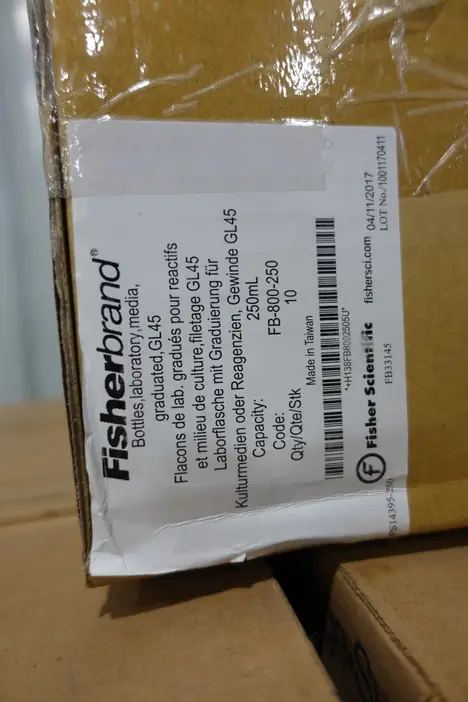 Fisherbrand®
Bottles,laboratory,media,
graduated,GL45
Flacons de lab. gradués pour reactifs
et milieu de culture,filetage GL45
Laborflasche mit Graduierung für
Kulturmedien oder Reagenzien, Gewinde GL45
Capacity: 250mL
Code: FB-800-250
Qty/Qte/Stk 10
Made in Taiwan
*+H138FB8002505U*
f Fisher Scientific fishersci.com 04/11/2017
FB33145 LOT No./1001170411